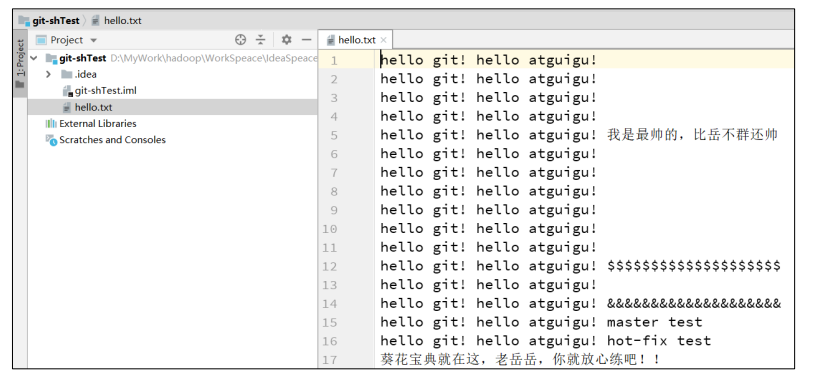 git-shTest hello.txt
1: Project
Project
git-shTest D:\MyWork\hadoop\WorkSpeace\IdeaSpeace
.idea
git-shTest.iml
hello.txt
External Libraries
Scratches and Consoles
hello.txt
1 hello git! hello atguigu!
2 hello git! hello atguigu!
3 hello git! hello atguigu!
4 hello git! hello atguigu!
5 hello git! hello atguigu! 我是最帅的，比岳不群还帅
6 hello git! hello atguigu!
7 hello git! hello atguigu!
8 hello git! hello atguigu!
9 hello git! hello atguigu!
10 hello git! hello atguigu!
11 hello git! hello atguigu!
12 hello git! hello atguigu! $$$$$$$$$$$$$$$$$$$$
13 hello git! hello atguigu!
14 hello git! hello atguigu! &&&&&&&&&&&&&&&&&&&&
15 hello git! hello atguigu! master test
16 hello git! hello atguigu! hot-fix test
17 葵花宝典就在这，老岳岳，你就放心练吧！！